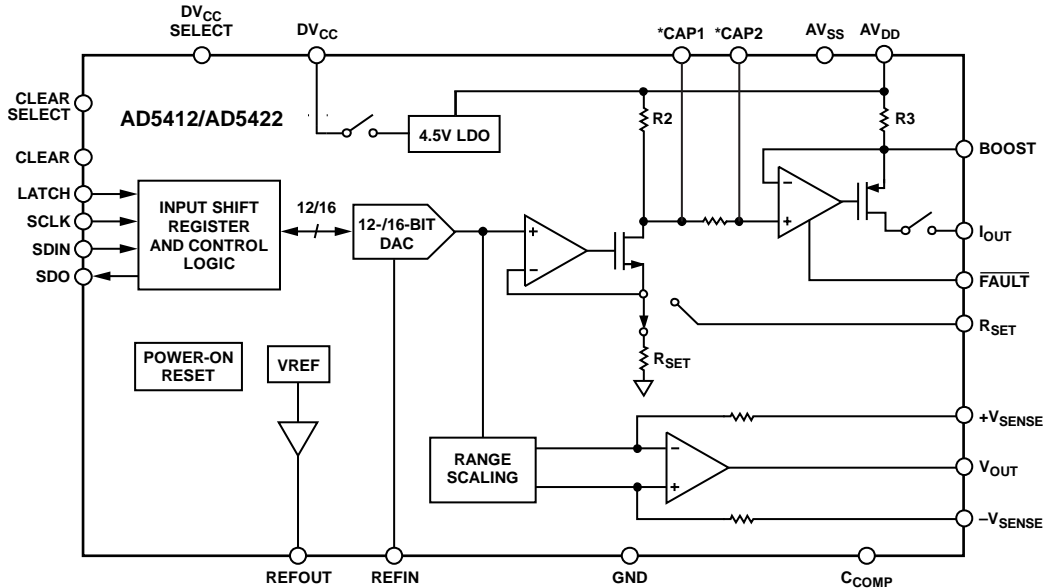 DVCC
SELECT
DVCC
*CAP1
*CAP2
AVSS
AVDD
CLEAR
SELECT
AD5412/AD5422
4.5V LDO
R2
R3
CLEAR
BOOST
LATCH
SCLK
SDIN
SDO
INPUT SHIFT
REGISTER
AND CONTROL
LOGIC
12/16
12-/16-BIT
DAC
+
−
−
+
IOUT
FAULT
RSET
RSET
POWER-ON
RESET
VREF
RANGE
SCALING
−
+
+VSENSE
VOUT
–VSENSE
REFOUT
REFIN
GND
CCOMP